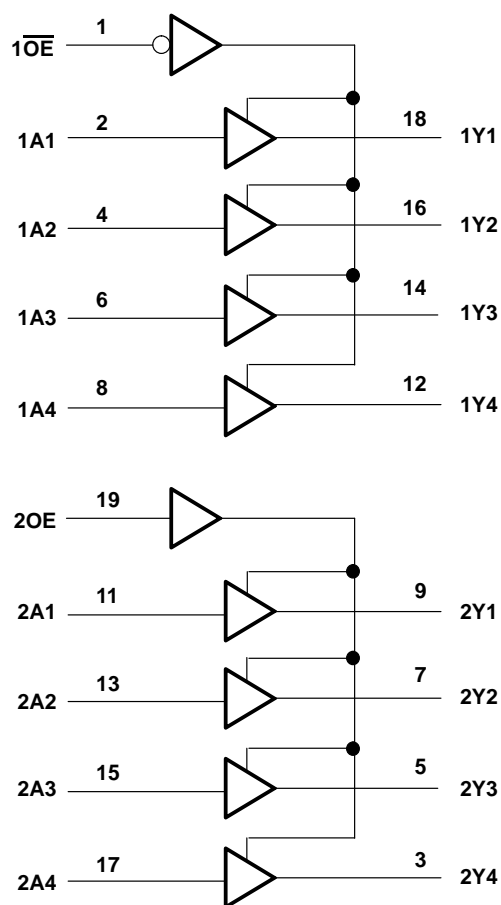 1O̅E̅ 1
1A1 2 18 1Y1
1A2 4 16 1Y2
1A3 6 14 1Y3
1A4 8 12 1Y4
2OE 19
2A1 11 9 2Y1
2A2 13 7 2Y2
2A3 15 5 2Y3
2A4 17 3 2Y4